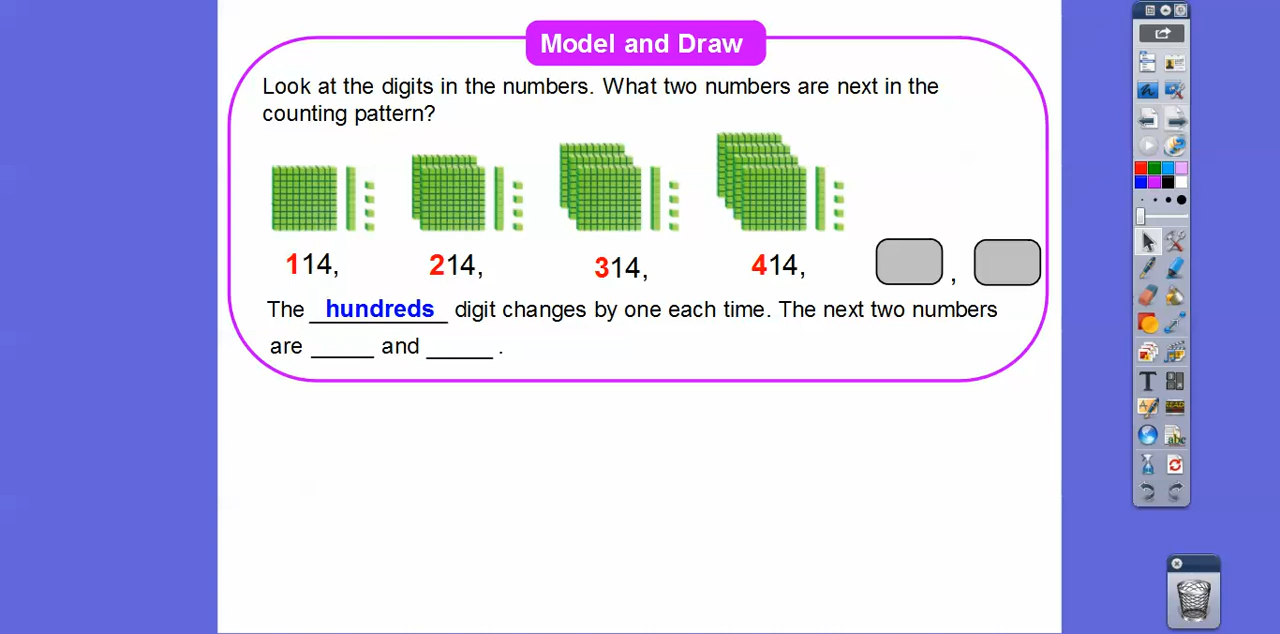 Model and Draw
Look at the digits in the numbers. What two numbers are next in the
counting pattern?
114, 214, 314, 414, ,
The hundreds digit changes by one each time. The next two numbers
are _____ and _____ .